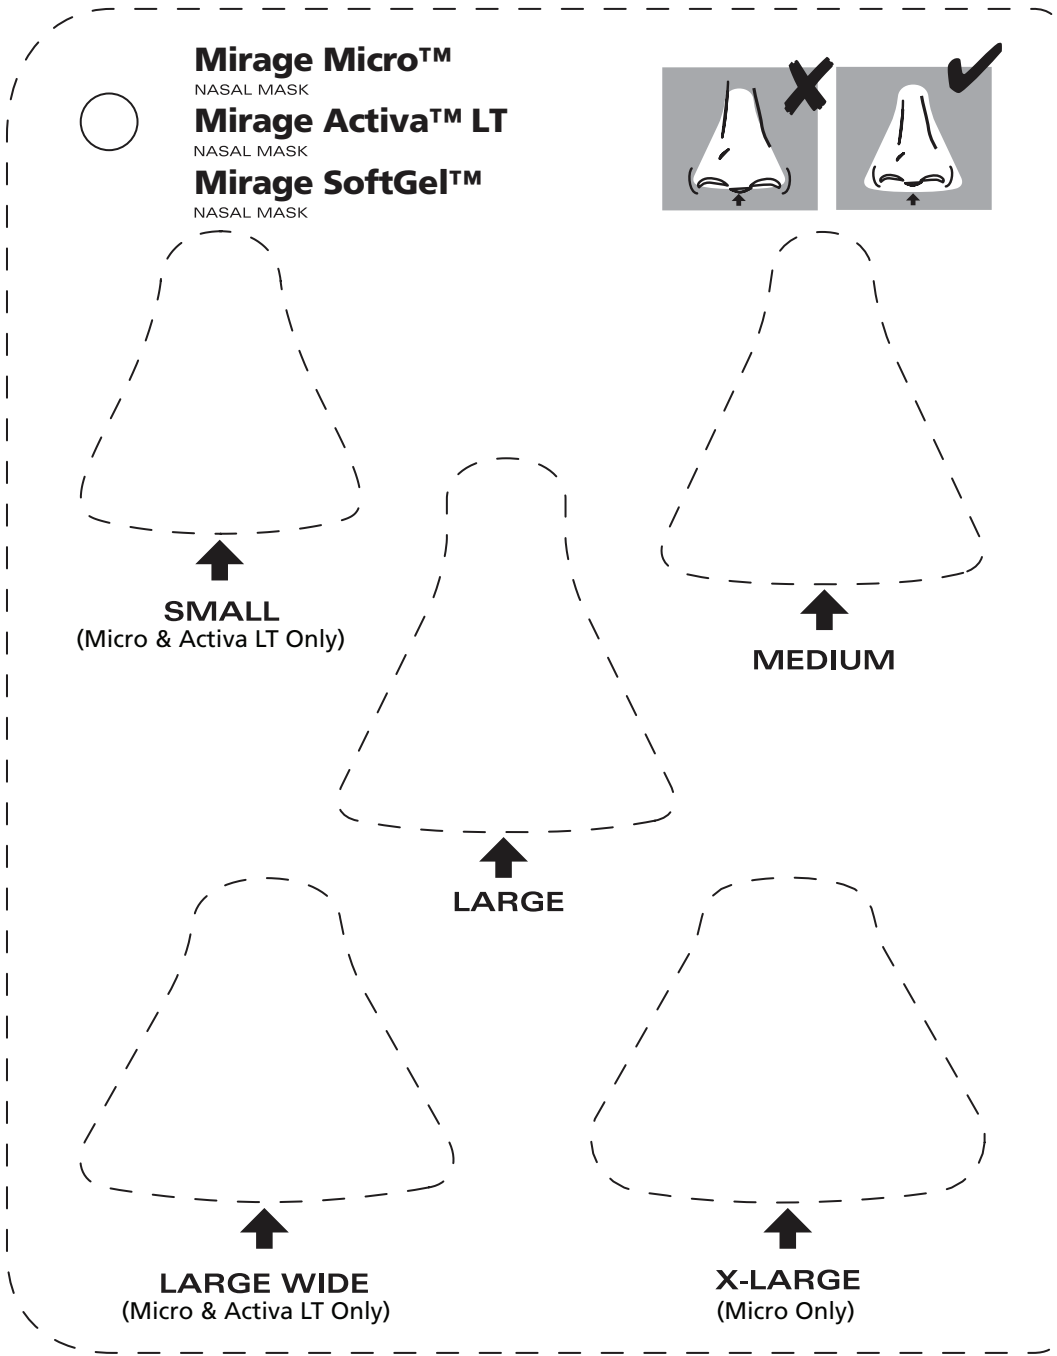 Mirage Micro™
NASAL MASK
Mirage Activa™ LT
NASAL MASK
Mirage SoftGel™
NASAL MASK
SMALL
(Micro & Activa LT Only)
MEDIUM
LARGE
LARGE WIDE
(Micro & Activa LT Only)
X-LARGE
(Micro Only)